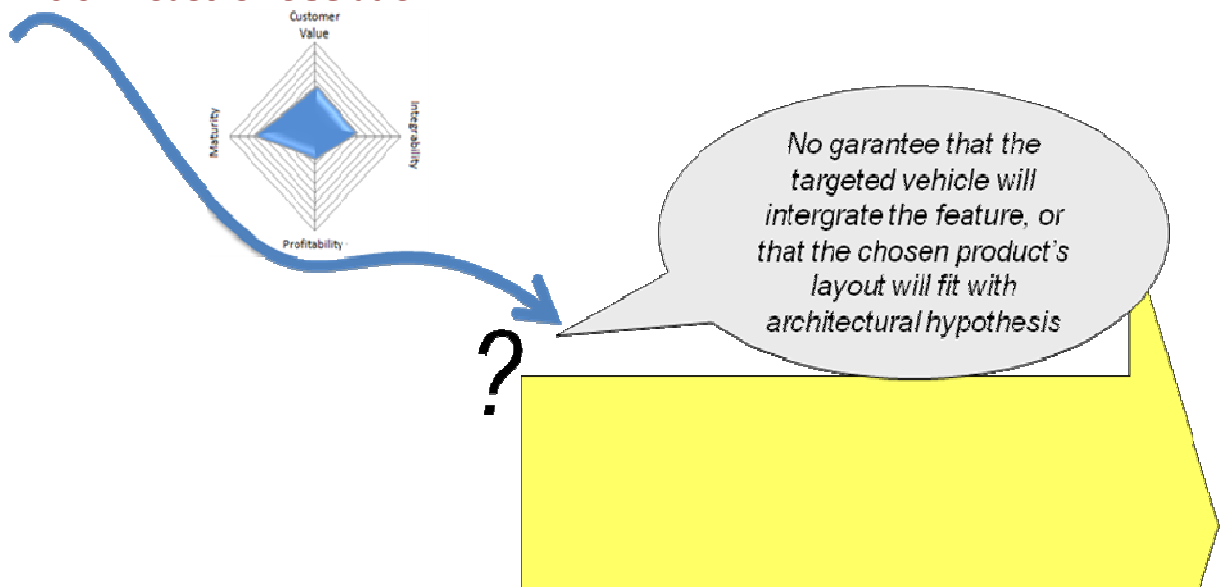 Customer
Value
Maturity
Integrability
Profitability
?
No garantee that the
targeted vehicle will
intergrate the feature, or
that the chosen product's
layout will fit with
architectural hypothesis